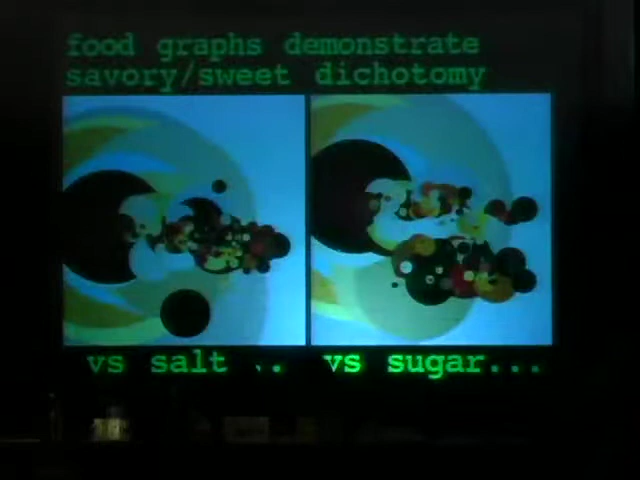 food graphs demonstrate
savory/sweet dichotomy
vs salt ..
vs sugar...